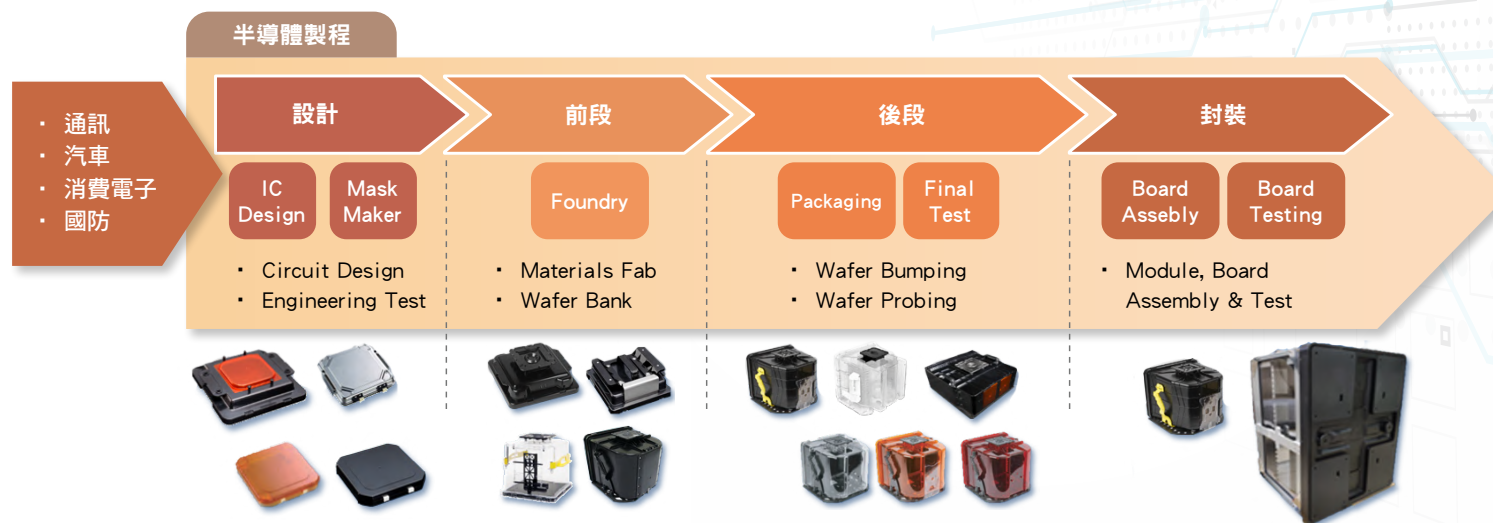 半導體製程
· 通訊
· 汽車
· 消費電子
· 國防
設計
前段
後段
封裝
IC
Design
Mask
Maker
Foundry
Packaging
Final
Test
Board
Assebly
Board
Testing
· Circuit Design
· Engineering Test
· Materials Fab
· Wafer Bank
· Wafer Bumping
· Wafer Probing
· Module, Board
Assembly & Test